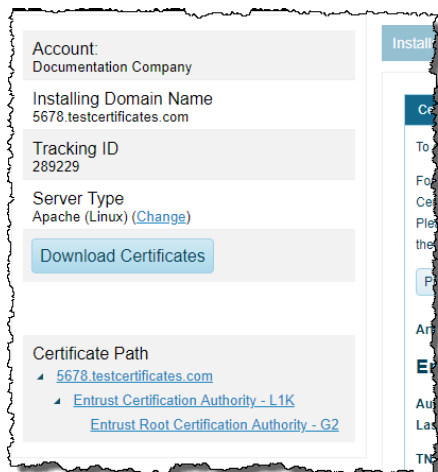 Account:
Documentation Company
Installing Domain Name
5678.testcertificates.com
Tracking ID
289229
Server Type
Apache (Linux) (Change)
Download Certificates
Certificate Path
5678.testcertificates.com
Entrust Certification Authority - L1K
Entrust Root Certification Authority - G2
To